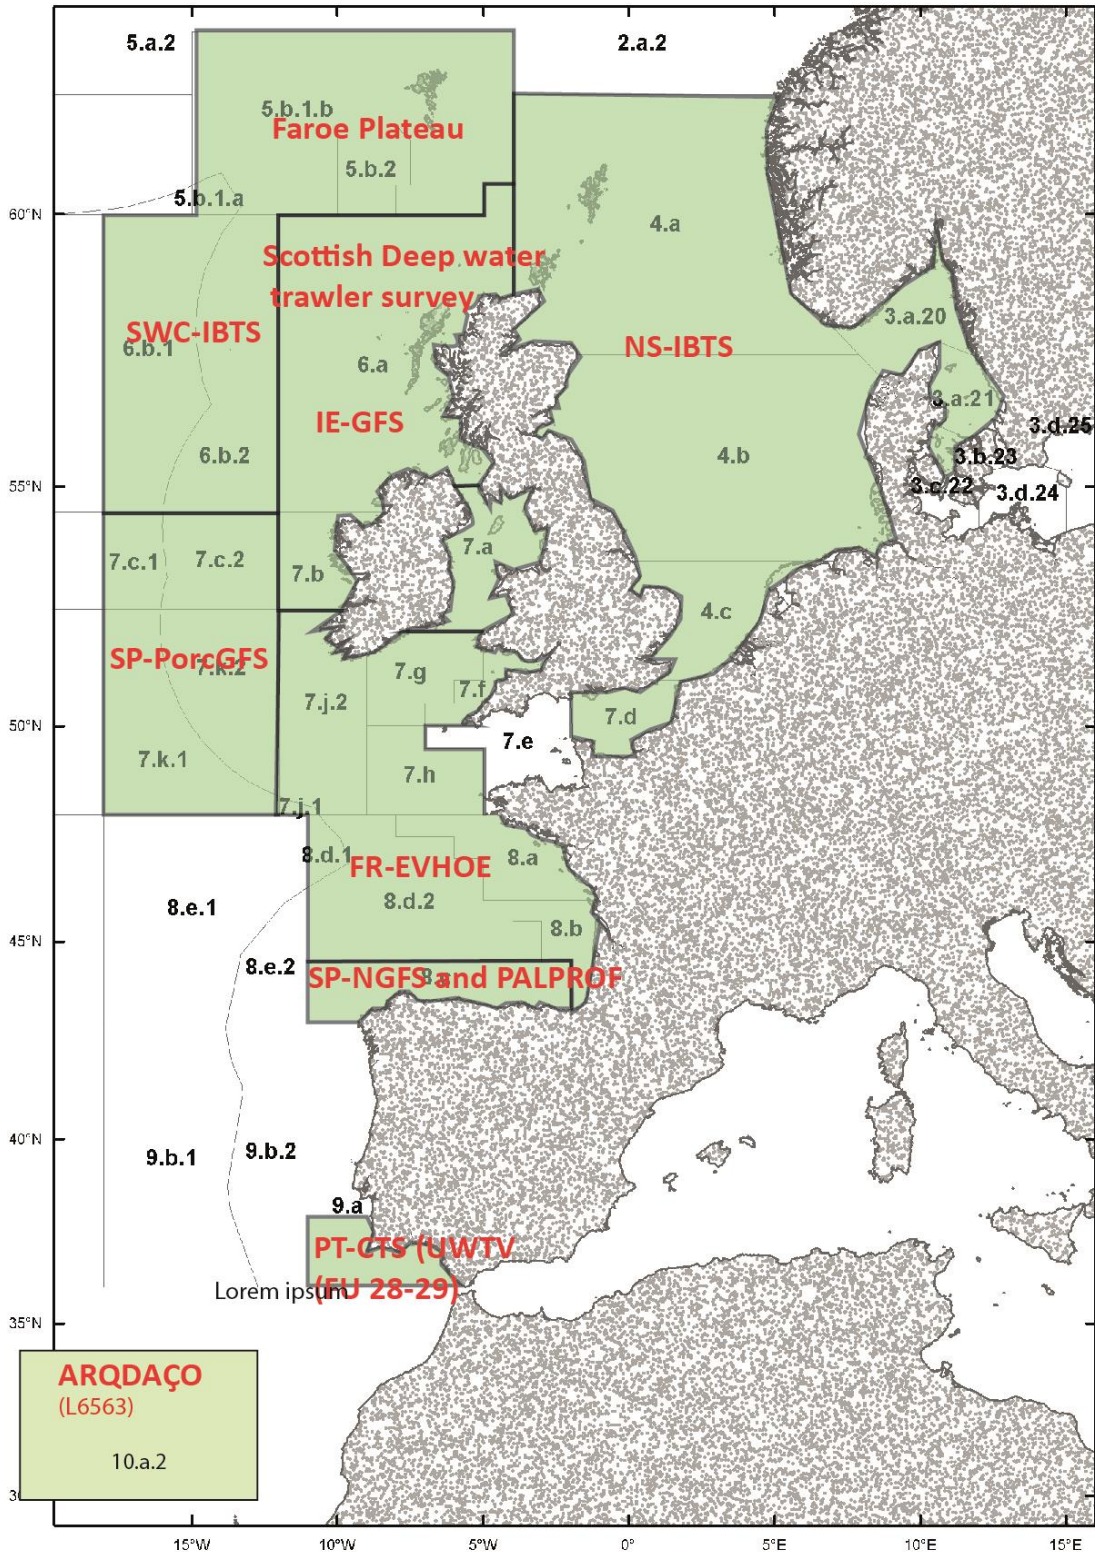 5.a.2
2.a.2
5.b.1.b
Faroe Plateau
5.b.2
5.b.1.a
60°N
4.a
Scottish Deep water
trawler survey
3.a.20
SWC-IBTS
6.b.1
NS-IBTS
6.a
3.a.21
IE-GFS
3.d.25
6.b.2
4.b
3.b.23
55°N
3.c.22
3.d.24
7.a
7.c.1
7.c.2
7.b
4.c
SP-PorcGFS
7.k.2
7.g
7.f
7.j.2
7.d
50°N
7.e
7.k.1
7.h
7.j.1
8.d.1
8.a
FR-EVHOE
8.d.2
8.e.1
8.b
45°N
8.e.2
SP-NGFS and PALPROF
40°N
9.b.1
9.b.2
9.a
PT-CTS (UWTV
(FU 28-29)
Lorem ipsum
35°N
ARQDAÇO
(L6563)
10.a.2
15°W
10°W
5°W
0°
5°E
10°E
15°E